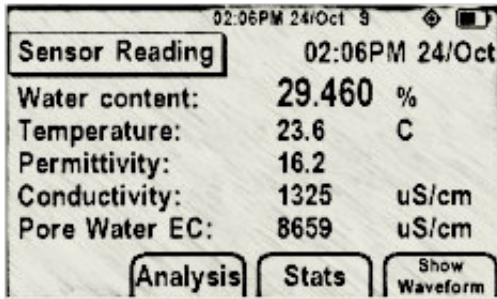 02:06PM 24/Oct 9
Sensor Reading 02:06PM 24/Oct
Water content: 29.460 %
Temperature: 23.6 C
Permittivity: 16.2
Conductivity: 1325 uS/cm
Pore Water EC: 8659 uS/cm
Analysis Stats Show Waveform